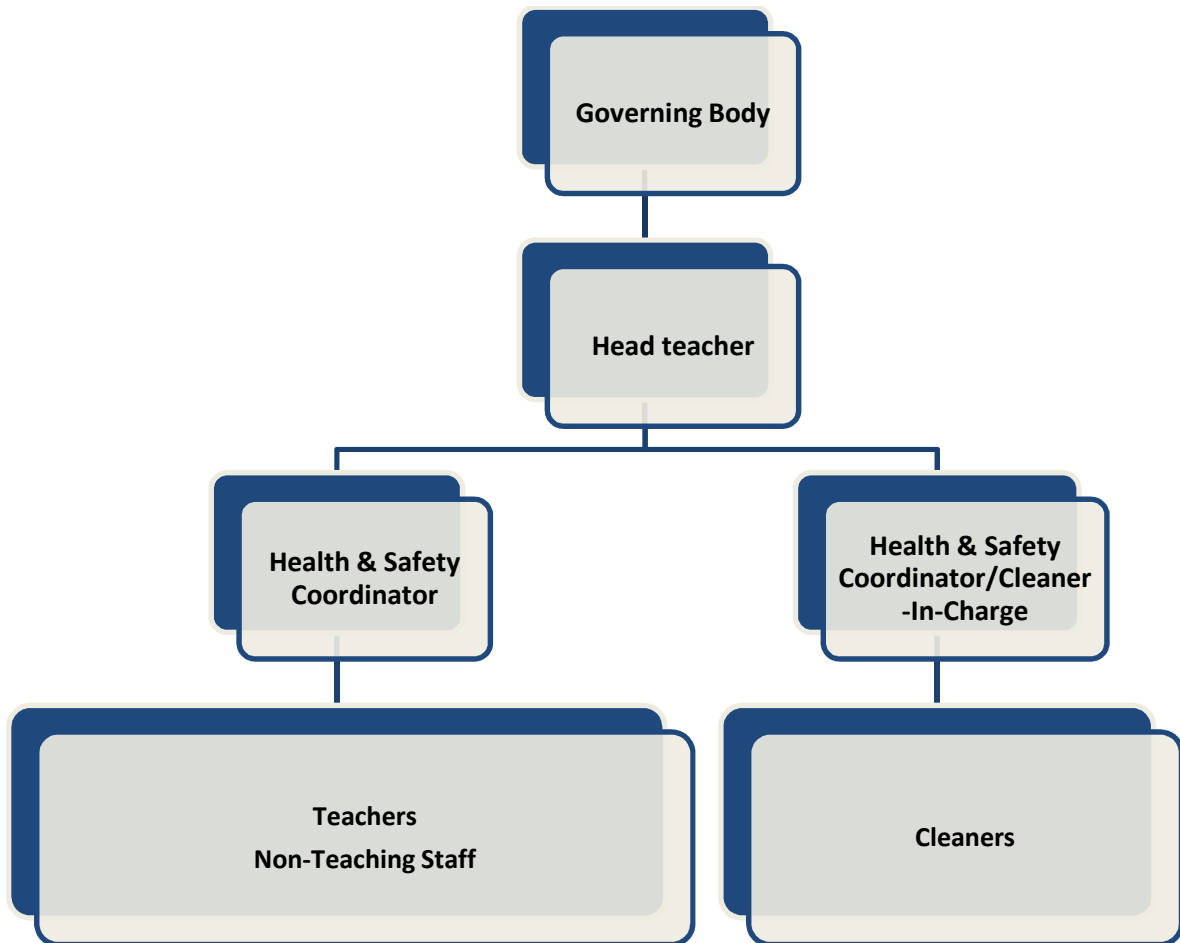 Governing Body
Head teacher
Health & Safety
Coordinator
Health & Safety
Coordinator/Cleaner
-In-Charge
Teachers
Non-Teaching Staff
Cleaners